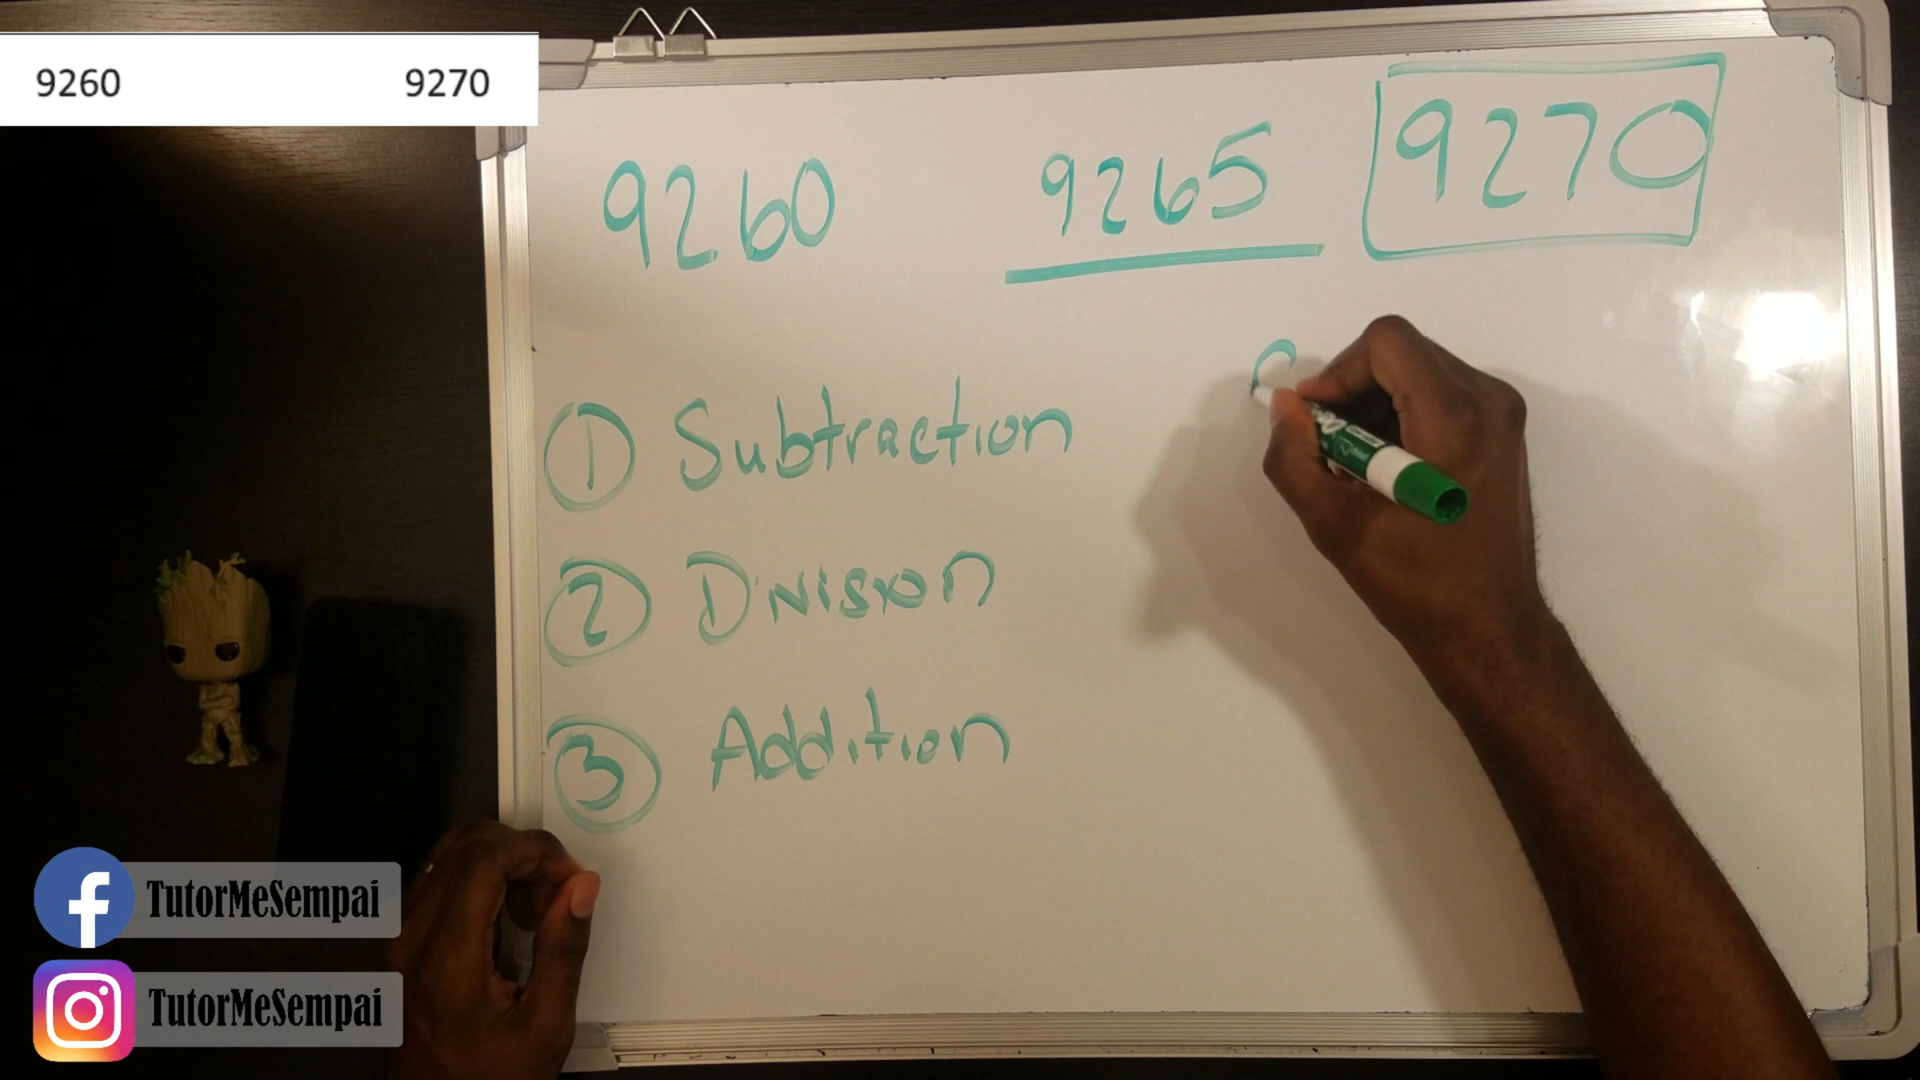 9260 9270
9260 9265 9270
1 Subtraction
2 Division
3 Addition
TutorMeSempai
TutorMeSempai